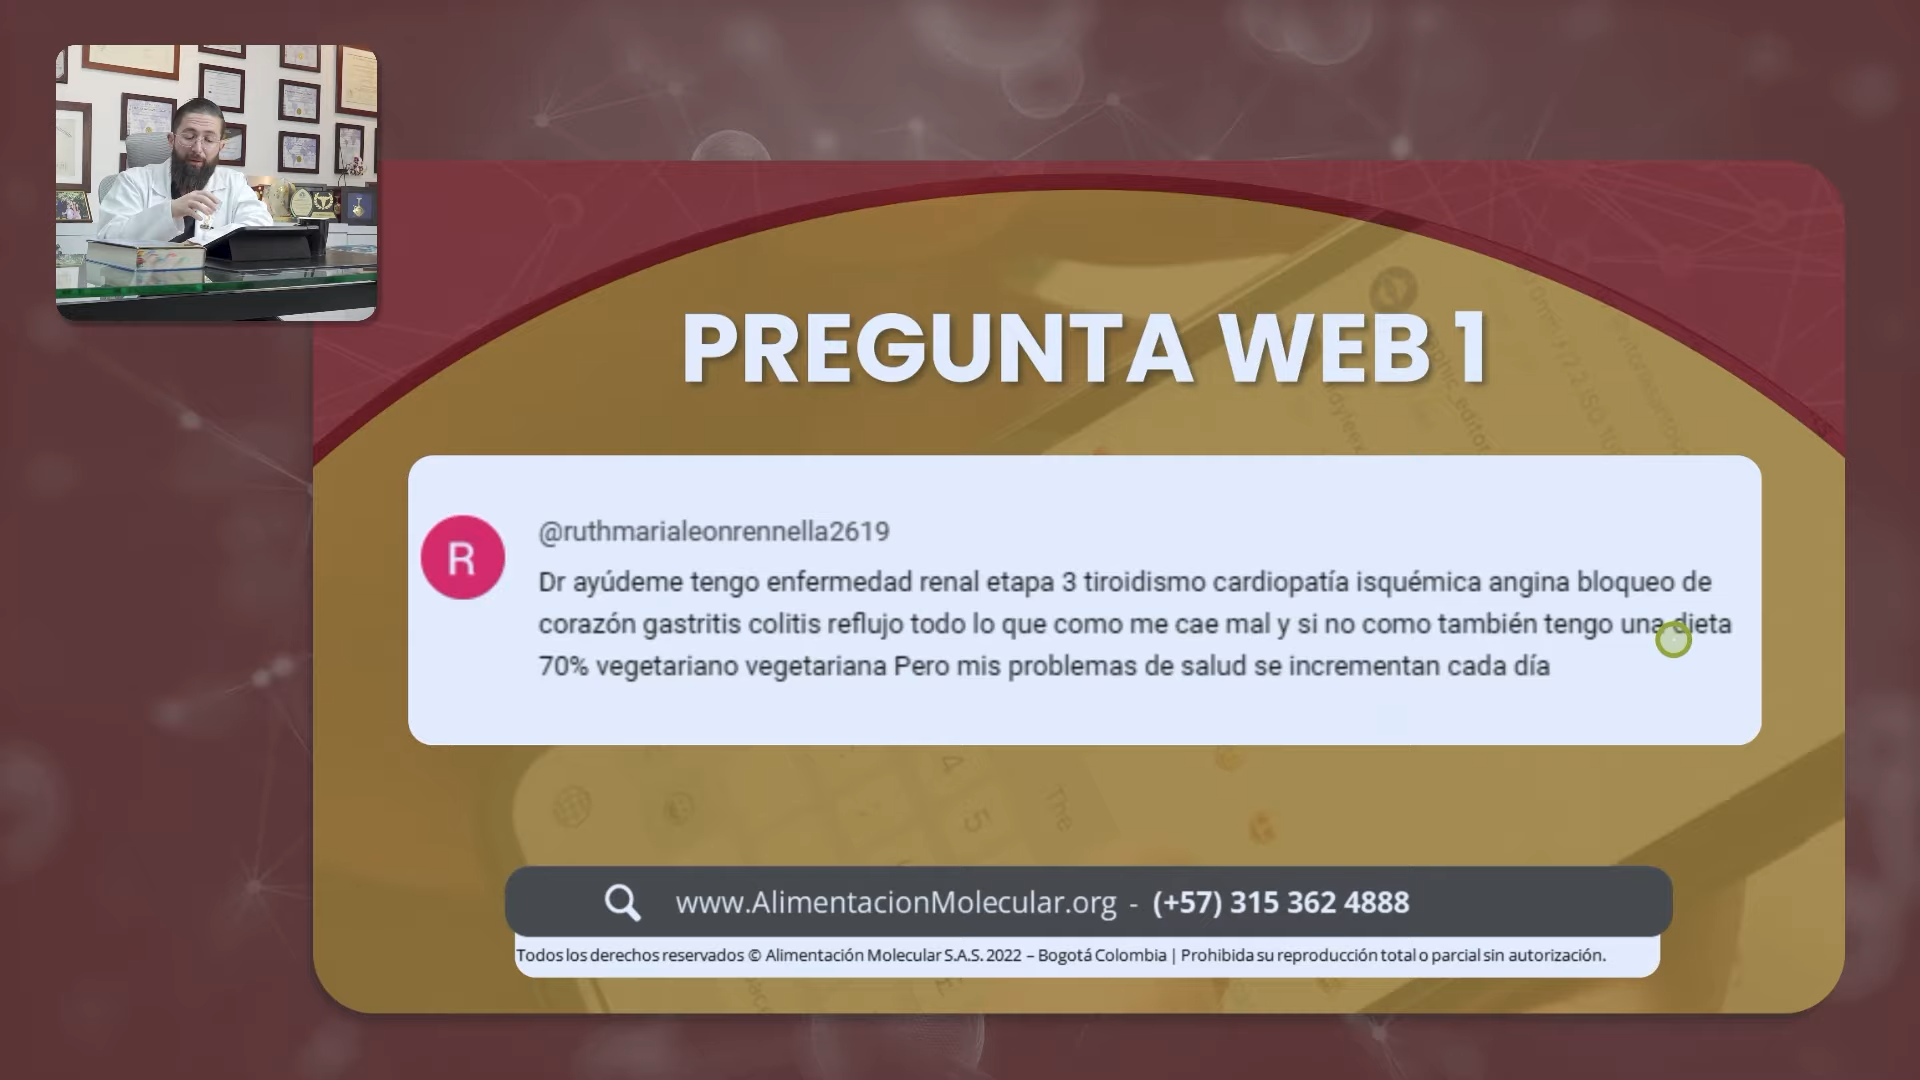 PREGUNTA WEB 1
R
@ruthmarialeonrennella2619
Dr ayúdeme tengo enfermedad renal etapa 3 tiroidismo cardiopatía isquémica angina bloqueo de
corazón gastritis colitis reflujo todo lo que como me cae mal y si no como también tengo una dieta
70% vegetariano vegetariana Pero mis problemas de salud se incrementan cada día
www.AlimentacionMolecular.org - (+57) 315 362 4888
Todos los derechos reservados © Alimentación Molecular S.A.S. 2022 – Bogotá Colombia | Prohibida su reproducción total o parcial sin autorización.